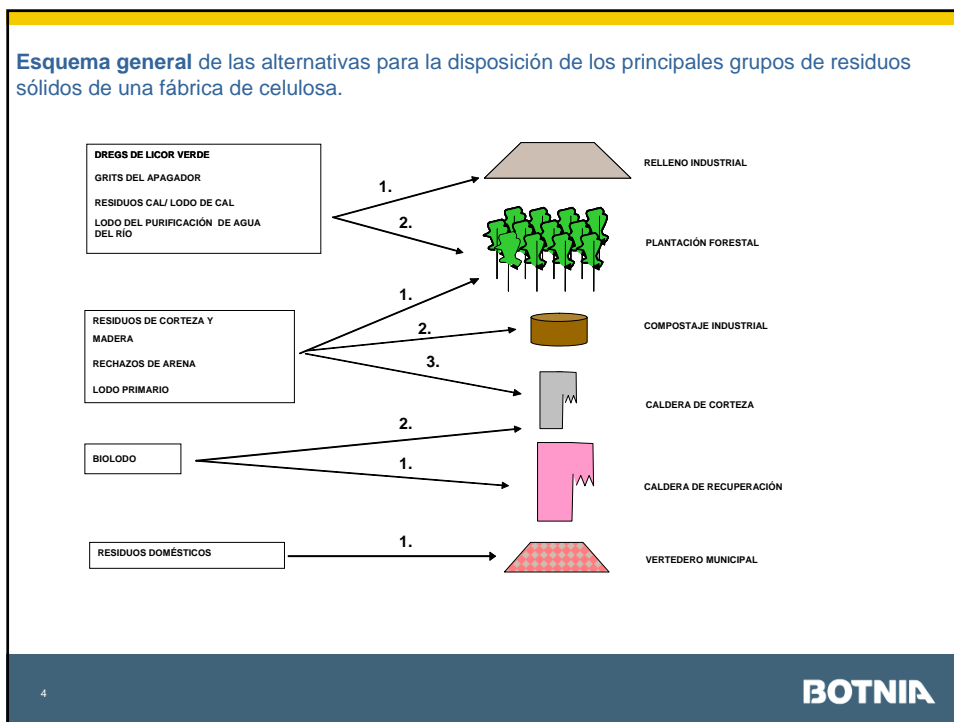 Esquema general de las alternativas para la disposición de los principales grupos de residuos
sólidos de una fábrica de celulosa.
DREGS DE LICOR VERDE
GRITS DEL APAGADOR
RESIDUOS CAL/ LODO DE CAL
LODO DEL PURIFICACIÓN DE AGUA
DEL RÍO
1.
2.
RELLENO INDUSTRIAL
PLANTACIÓN FORESTAL
RESIDUOS DE CORTEZA Y
MADERA
RECHAZOS DE ARENA
LODO PRIMARIO
1.
2.
3.
COMPOSTAJE INDUSTRIAL
CALDERA DE CORTEZA
BIOLODO
2.
1.
CALDERA DE RECUPERACIÓN
RESIDUOS DOMÉSTICOS
1.
VERTEDERO MUNICIPAL
4
BOTNIA